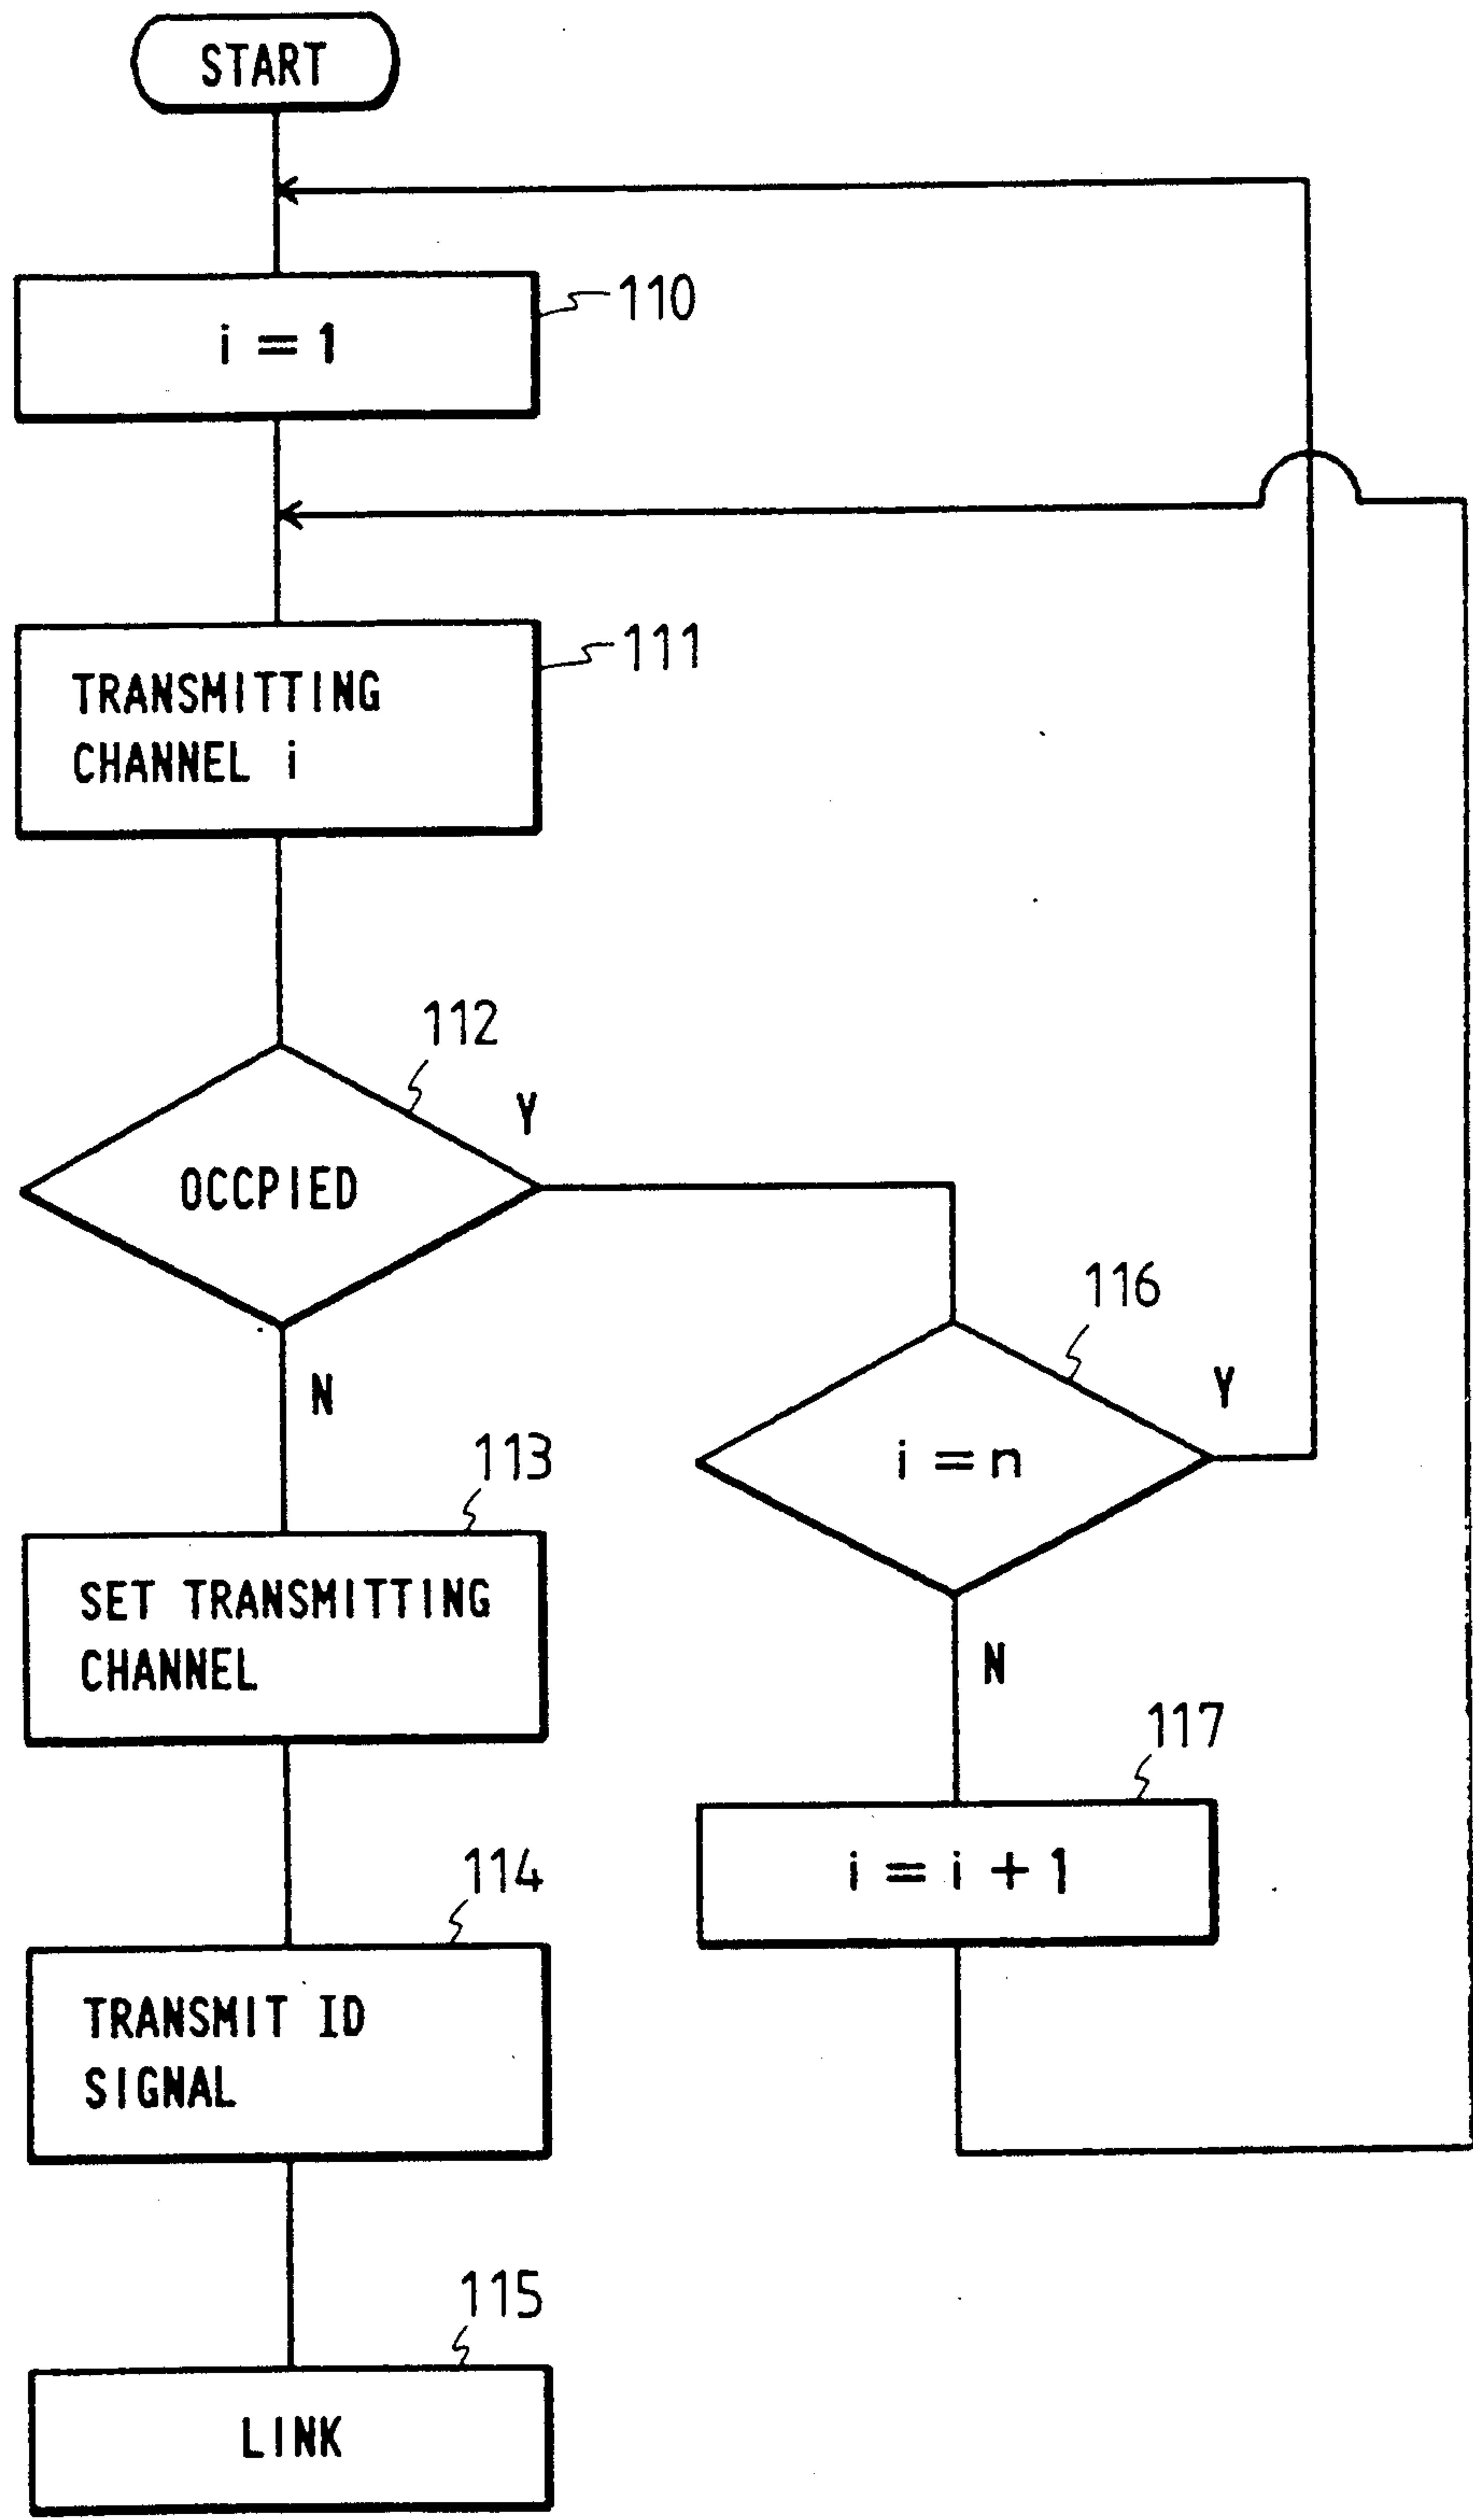 START
i = 1
110
TRANSMITTING
CHANNEL i
111
112
Y
OCCPIED
N
116
Y
i = n
N
113
SET TRANSMITTING
CHANNEL
117
i = i + 1
114
TRANSMIT ID
SIGNAL
115
LINK